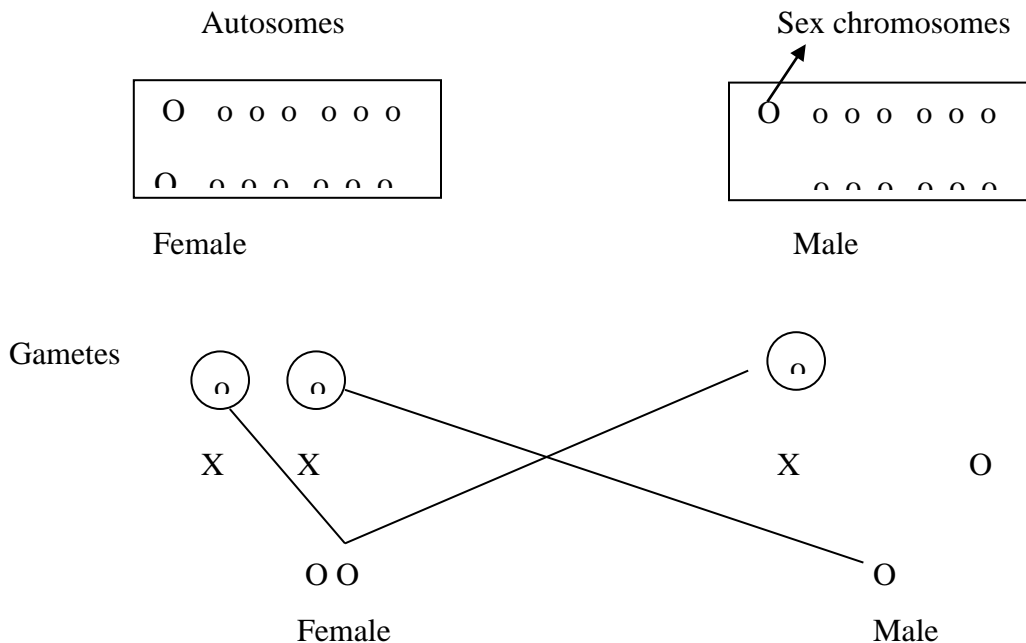 Autosomes Sex chromosomes
O o o o o o o O o o o o o o
O o o o o o o o o o o o o
Female Male
Gametes o o o
X X X O
O O O
Female Male